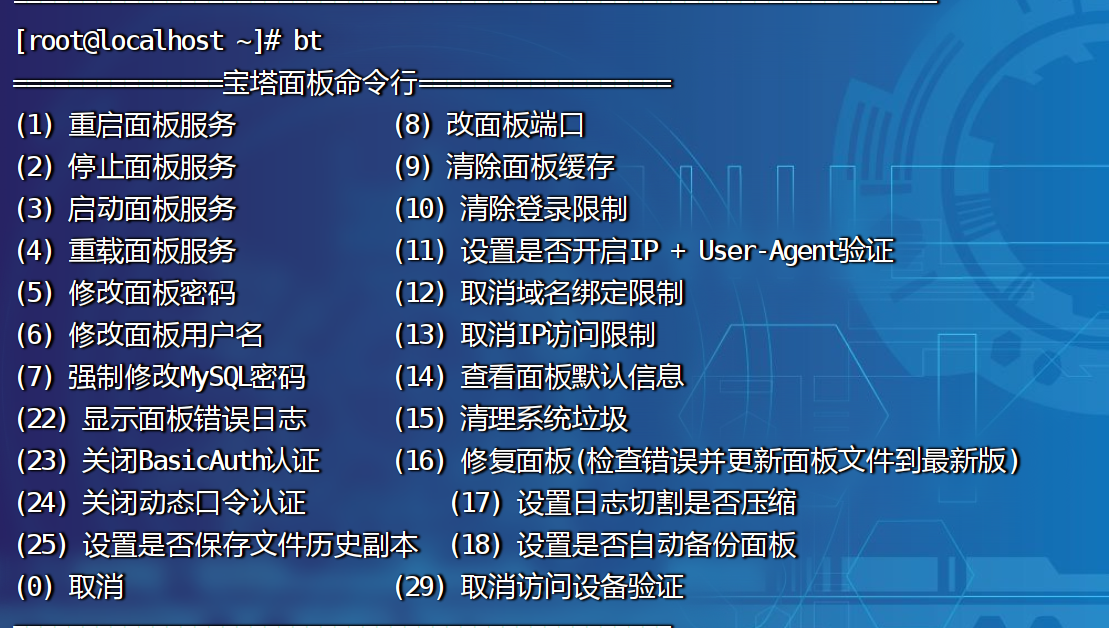 [root@localhost ~]# bt
===============宝塔面板命令行==================
(1) 重启面板服务 (8) 改面板端口
(2) 停止面板服务 (9) 清除面板缓存
(3) 启动面板服务 (10) 清除登录限制
(4) 重载面板服务 (11) 设置是否开启IP + User-Agent验证
(5) 修改面板密码 (12) 取消域名绑定限制
(6) 修改面板用户名 (13) 取消IP访问限制
(7) 强制修改MySQL密码 (14) 查看面板默认信息
(22) 显示面板错误日志 (15) 清理系统垃圾
(23) 关闭BasicAuth认证 (16) 修复面板(检查错误并更新面板文件到最新版)
(24) 关闭动态口令认证 (17) 设置日志切割是否压缩
(25) 设置是否保存文件历史副本 (18) 设置是否自动备份面板
(0) 取消 (29) 取消访问设备验证